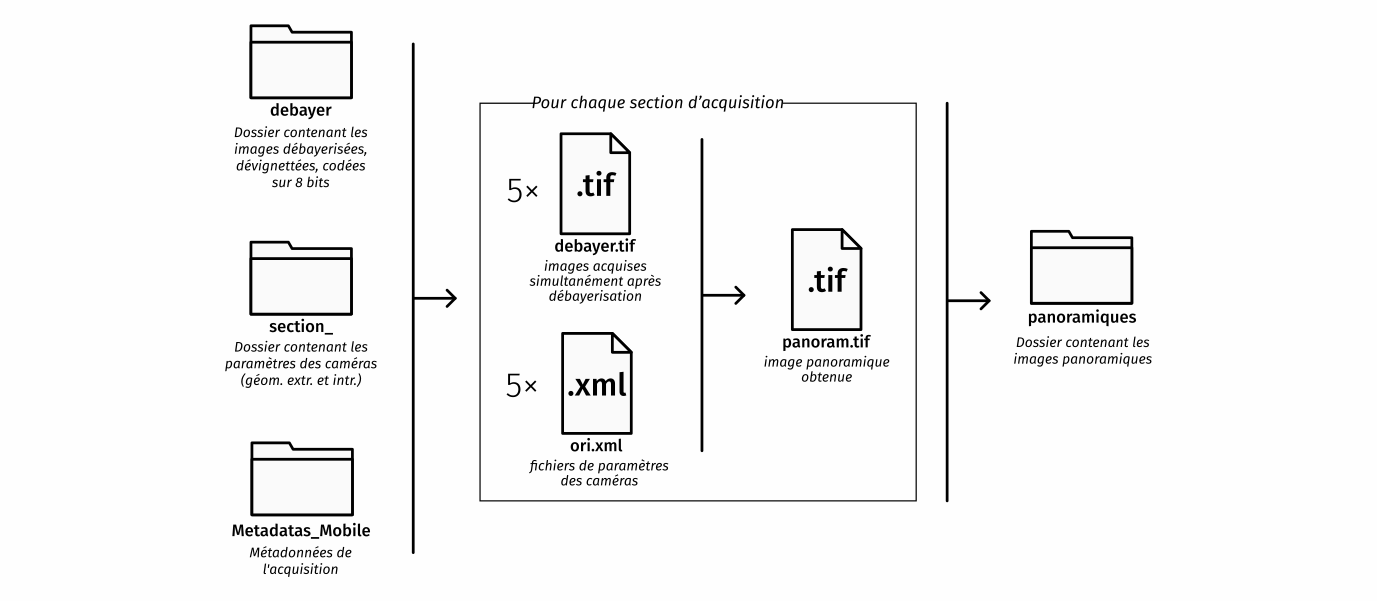 debayer
Dossier contenant les
images débayerisées,
dévignettées, codées
sur 8 bits
section_
Dossier contenant les
paramètres des caméras
(géom. extr. et intr.)
Metadatas_Mobile
Métadonnées de
l'acquisition
Pour chaque section d’acquisition
5×
.tif
debayer.tif
images acquises
simultanément après
débayerisation
5×
.xml
ori.xml
fichiers de paramètres
des caméras
.tif
panoram.tif
image panoramique
obtenue
panoramiques
Dossier contenant les
images panoramiques